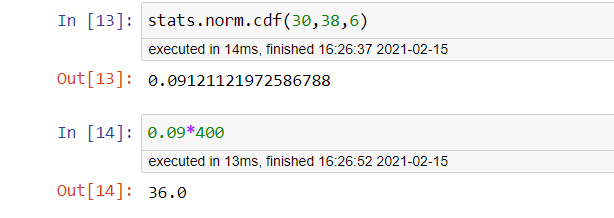 In [13]: stats.norm.cdf(30,38,6)
executed in 14ms, finished 16:26:37 2021-02-15
Out[13]: 0.09121121972586788
In [14]: 0.09*400
executed in 13ms, finished 16:26:52 2021-02-15
Out[14]: 36.0